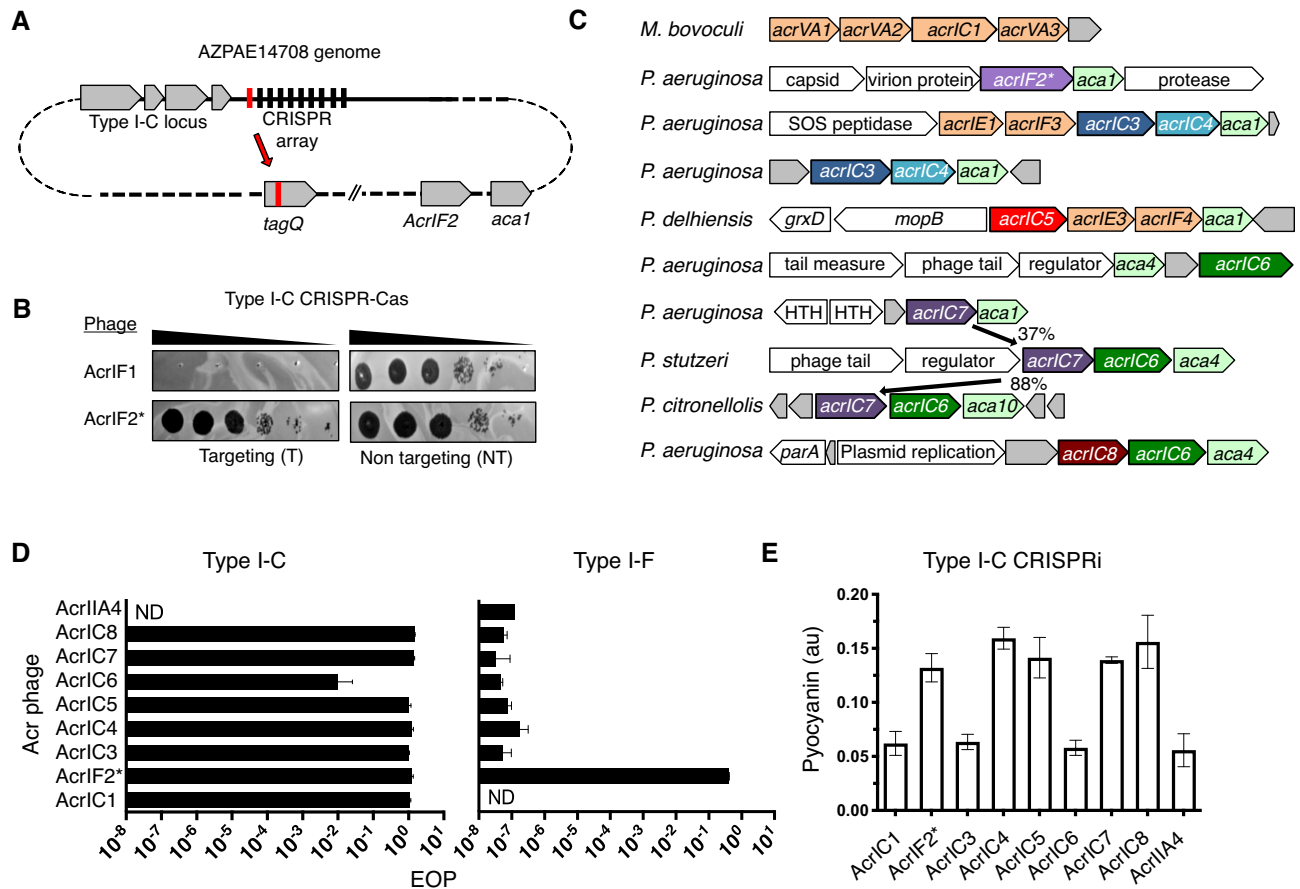 A
AZPAE14708 genome
Type I-C locus
CRISPR
array
tagQ
//
AcrIF2
aca1
B
Type I-C CRISPR-Cas
Phage
AcrIF1
AcrIF2*
Targeting (T)
Non targeting (NT)
C
M. bovoculi acrVA1 acrVA2 acrIC1 acrVA3
P. aeruginosa capsid virion protein acrIF2* aca1 protease
P. aeruginosa SOS peptidase acrIE1 acrIF3 acrIC3 acrIC4 aca1
P. aeruginosa acrIC3 acrIC4 aca1
P. delhiensis grxD mopB acrIC5 acrIE3 acrIF4 aca1
P. aeruginosa tail measure phage tail regulator aca4 acrIC6
P. aeruginosa HTH HTH acrIC7 aca1
37%
P. stutzeri phage tail regulator acrIC7 acrIC6 aca4
88%
P. citronellolis acrIC7 acrIC6 aca10
P. aeruginosa parA Plasmid replication acrIC8 acrIC6 aca4
D
Type I-C
Type I-F
Acr phage
AcrIIA4 ND
AcrIC8
AcrIC7
AcrIC6
AcrIC5
AcrIC4
AcrIC3
AcrIF2*
AcrIC1 ND
10-8 10-7 10-6 10-5 10-4 10-3 10-2 10-1 100 101
10-8 10-7 10-6 10-5 10-4 10-3 10-2 10-1 100 101
EOP
E
Type I-C CRISPRi
Pyocyanin (au)
0.20
0.15
0.10
0.05
0.00
AcrIC1 AcrIF2* AcrIC3 AcrIC4 AcrIC5 AcrIC6 AcrIC7 AcrIC8 AcrIIA4